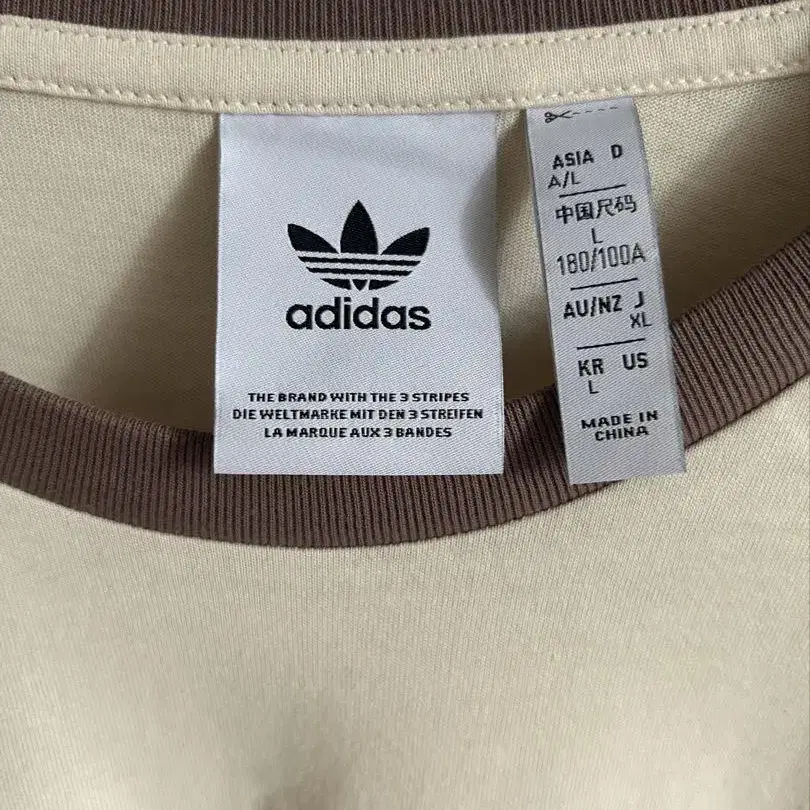 adidas
THE BRAND WITH THE 3 STRIPES
DIE WELTMARKE MIT DEN 3 STREIFEN
LA MARQUE AUX 3 BANDES
ASIA D
A/L
中国尺码
L
180/100A
AU/NZ J
XL
KR US
L
MADE IN
CHINA